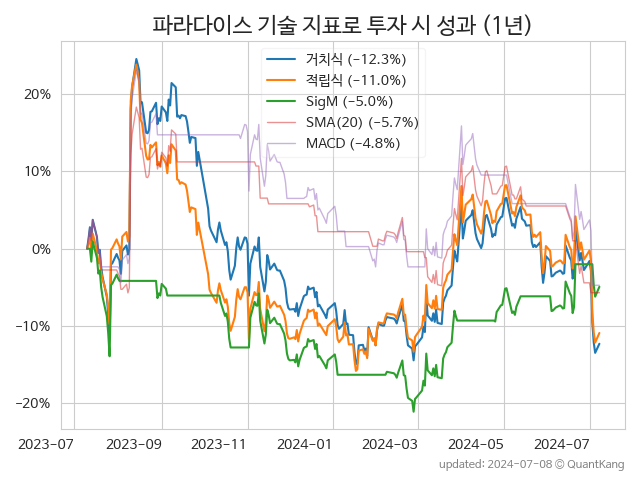 파라다이스 기술 지표로 투자 시 성과 (1년)
거치식 (−12.3%)
적립식 (−11.0%)
SigM (−5.0%)
SMA(20) (−5.7%)
MACD (−4.8%)
20%
10%
0%
−10%
−20%
2023-07 2023-09 2023-11 2024-01 2024-03 2024-05 2024-07
updated: 2024-07-08 © QuantKang